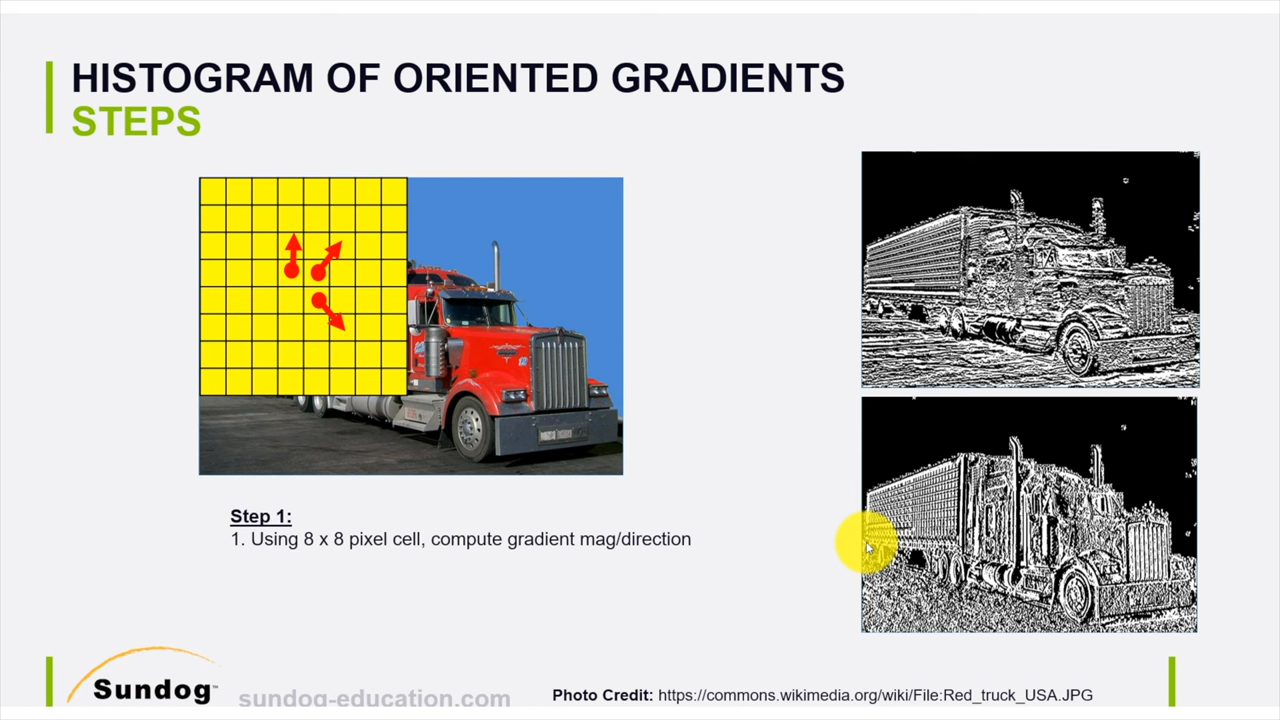 HISTOGRAM OF ORIENTED GRADIENTS
STEPS
Step 1:
1. Using 8 x 8 pixel cell, compute gradient mag/direction
Sundog™
sundog-education.com
Photo Credit: https://commons.wikimedia.org/wiki/File:Red_truck_USA.JPG